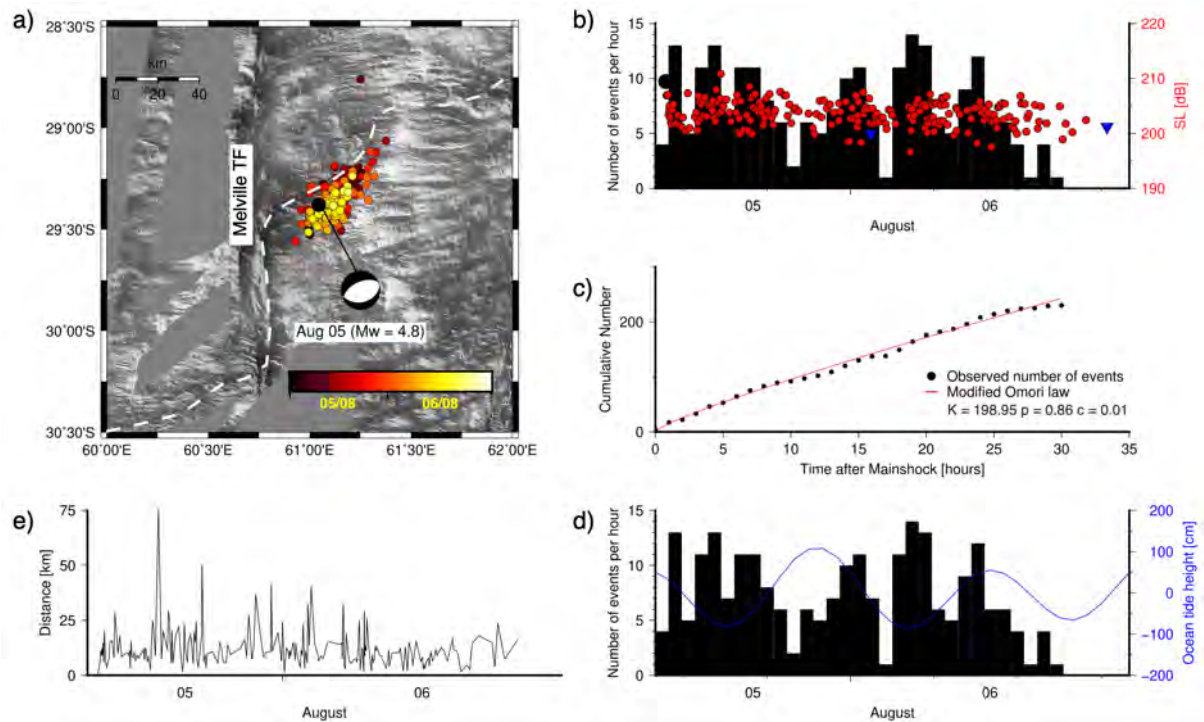 a)
28°30'S
29°00'S
29°30'S
30°00'S
30°30'S
km
0 20 40
Melville TF
Aug 05 (Mw = 4.8)
05/08 06/08
60°00'E 60°30'E 61°00'E 61°30'E 62°00'E
b)
Number of events per hour
15
10
5
0
220
210
200
190
SL [dB]
05 06
August
c)
Cumulative Number
200
0
Observed number of events
Modified Omori law
K = 198.95 p = 0.86 c = 0.01
0 5 10 15 20 25 30 35
Time after Mainshock [hours]
e)
Distance [km]
75
50
25
0
05 06
August
d)
Number of events per hour
15
10
5
0
200
100
0
−100
−200
Ocean tide height [cm]
05 06
August